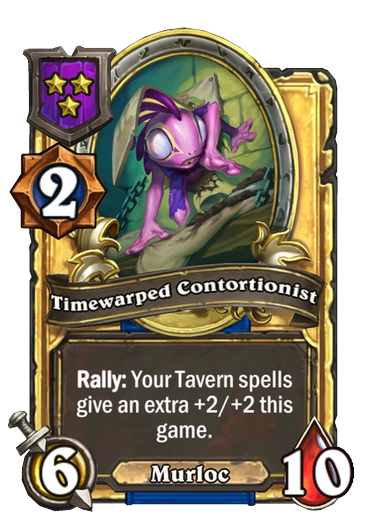 2
Timewarped Contortionist
Rally: Your Tavern spells
give an extra +2/+2 this
game.
6
Murloc
10